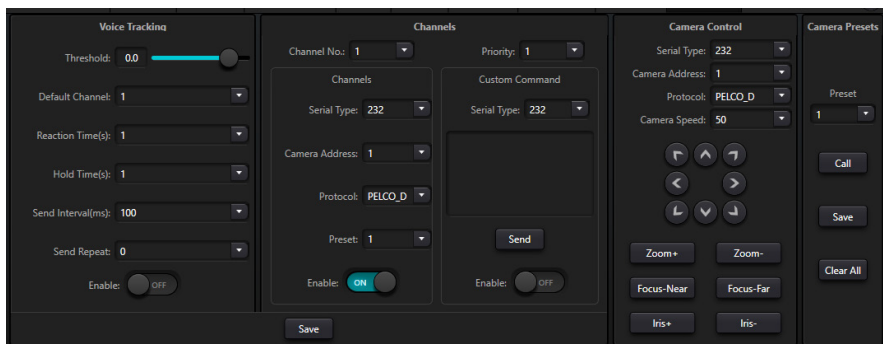 Voice Tracking
Threshold: 0.0
Default Channel: 1
Reaction Time(s): 1
Hold Time(s): 1
Send Interval(ms): 100
Send Repeat: 0
Enable: OFF
Channels
Channel No.: 1 Priority: 1
Channels
Serial Type: 232
Camera Address: 1
Protocol: PELCO_D
Preset: 1
Enable: ON
Custom Command
Serial Type: 232
Send
Enable: OFF
Save
Camera Control
Serial Type: 232
Camera Address: 1
Protocol: PELCO_D
Camera Speed: 50
Zoom+ Zoom-
Focus-Near Focus-Far
Iris+ Iris-
Camera Presets
Preset
1
Call
Save
Clear All